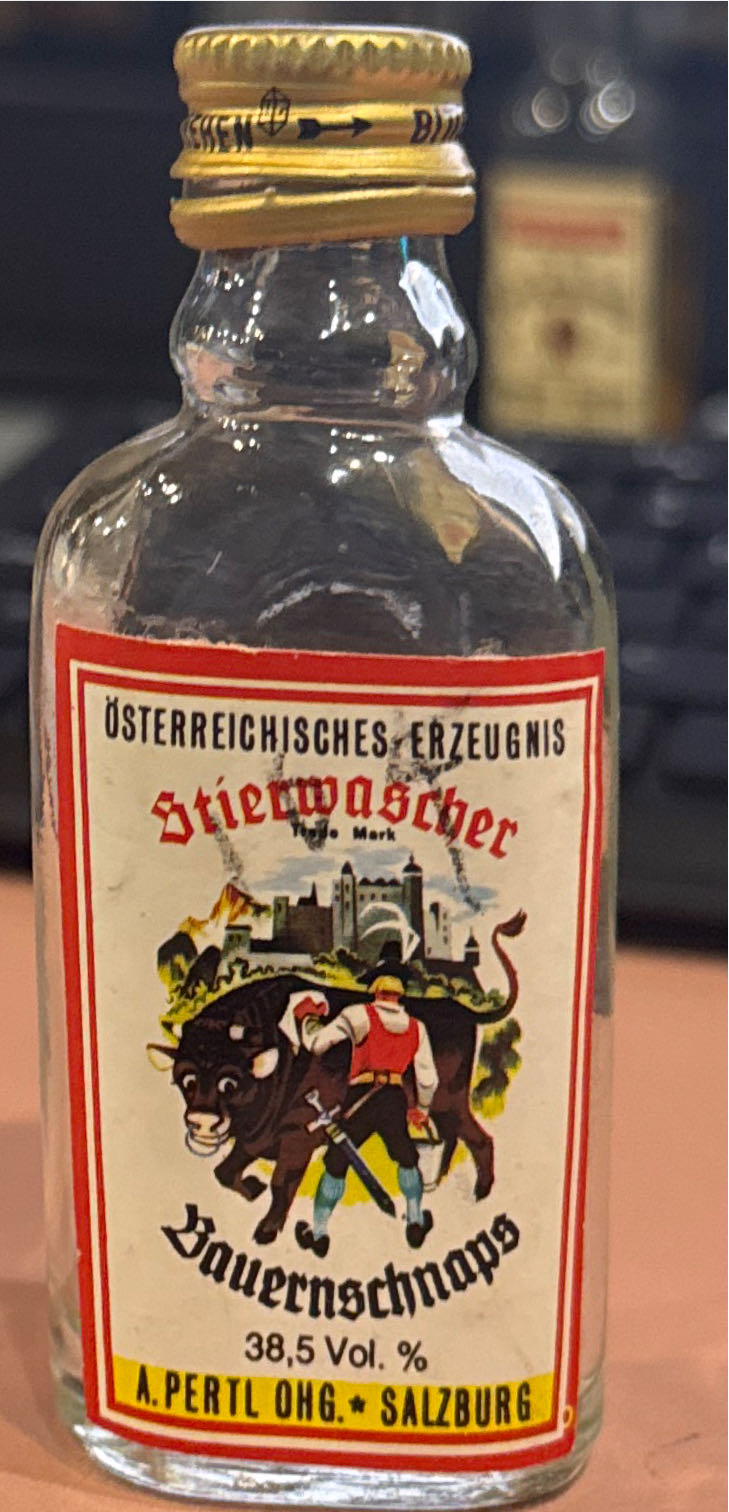 ÖSTERREICHISCHES ERZEUGNIS
Stierwascher
Trade Mark
Bauernschnaps
38,5 Vol. %
A. PERTL OHG. * SALZBURG